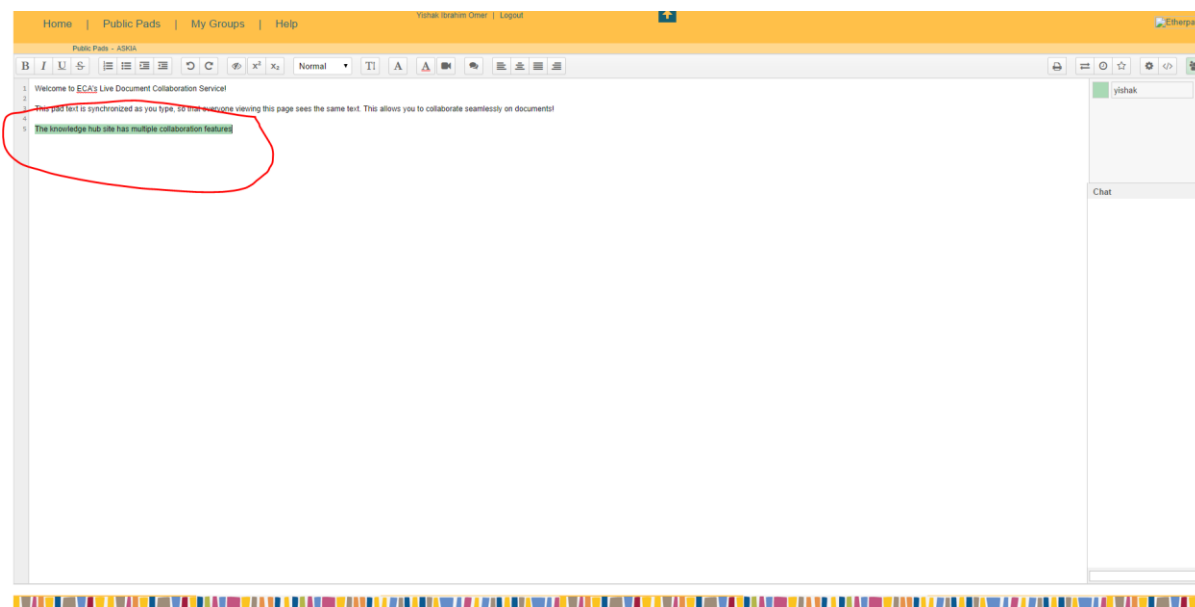 Yishak Ibrahim Omer | Logout
Home | Public Pads | My Groups | Help
Etherpa
Public Pads - ASKIA
B I U S x² x₂ Normal T A A
1 Welcome to ECA's Live Document Collaboration Service!
2
3 This pad text is synchronized as you type, so that everyone viewing this page sees the same text. This allows you to collaborate seamlessly on documents!
4
5 The knowledge hub site has multiple collaboration features
yishak
Chat